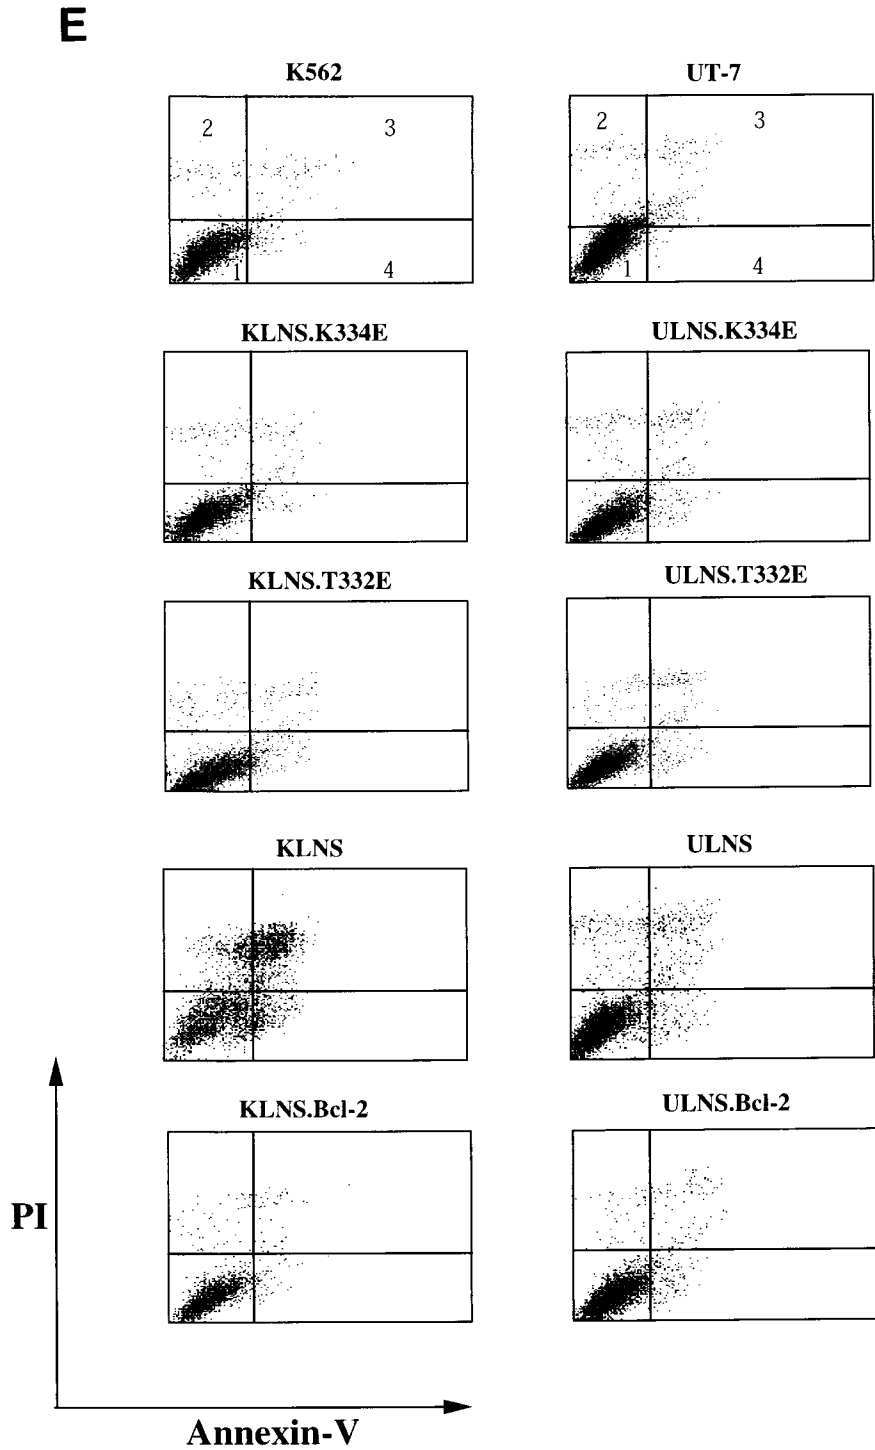 E
K562
UT-7
2
3
2
3
1
4
1
4
KLNS.K334E
ULNS.K334E
KLNS.T332E
ULNS.T332E
KLNS
ULNS
KLNS.Bcl-2
ULNS.Bcl-2
PI
Annexin-V